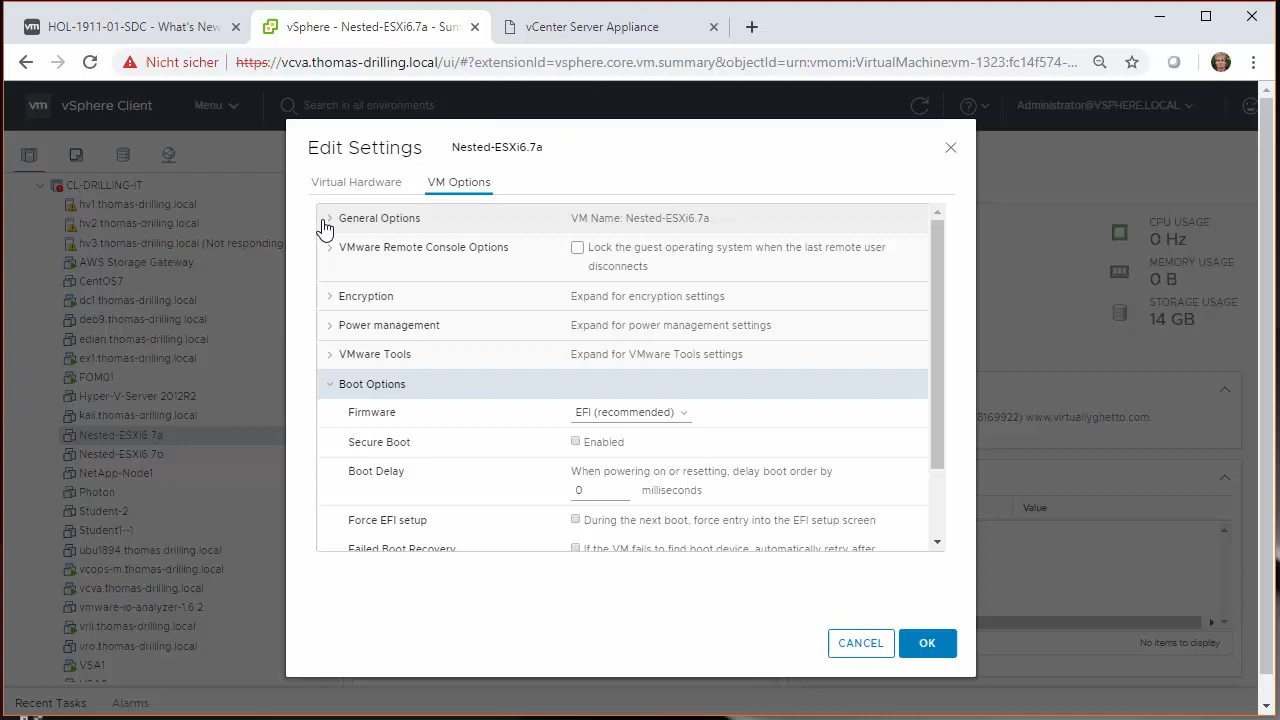 HOL-1911-01-SDC - What's New
vSphere - Nested-ESXi6.7a - Sum
vCenter Server Appliance
Nicht sicher
https://vcva.thomas-drilling.local/ui/#?extensionId=vsphere.core.vm.summary&objectId=urn:vmomi:VirtualMachine:vm-1323:fc14f574-...
vm
vSphere Client
Menu
Search in all environments
Administrator@VSPHERE.LOCAL
Edit Settings
Nested-ESXi6.7a
Virtual Hardware
VM Options
General Options
VM Name: Nested-ESXi6.7a
VMware Remote Console Options
Lock the guest operating system when the last remote user
disconnects
Encryption
Expand for encryption settings
Power management
Expand for power management settings
VMware Tools
Expand for VMware Tools settings
Boot Options
Firmware
EFI (recommended)
Secure Boot
Enabled
Boot Delay
When powering on or resetting, delay boot order by
0
milliseconds
Force EFI setup
During the next boot, force entry into the EFI setup screen
Failed Boot Recovery
If the VM fails to find boot device, automatically retry after
CANCEL
OK
CL-DRILLING-IT
hv1.thomas-drilling.local
hv2.thomas-drilling.local
hv3.thomas-drilling.local (Not responding)
AWS Storage Gateway
CentOS7
dc1.thomas-drilling.local
deb9.thomas-drilling.local
edian.thomas-drilling.local
ex1.thomas-drilling.local
FOM01
Hyper-V-Server 2012R2
kali.thomas-drilling.local
Nested-ESXi6.7a
Nested-ESXi6.7b
NetApp-Node1
Photon
Student-2
Student1--1
ubu1894.thomas-drilling.local
vcops-m.thomas-drilling.local
vcva.thomas-drilling.local
vmware-io-analyzer-1.6.2
vrli.thomas-drilling.local
vro.thomas-drilling.local
VSA1
CPU USAGE
0 Hz
MEMORY USAGE
0 B
STORAGE USAGE
14 GB
8169922) www.virtuallyghetto.com
Value
No items to display
Recent Tasks
Alarms